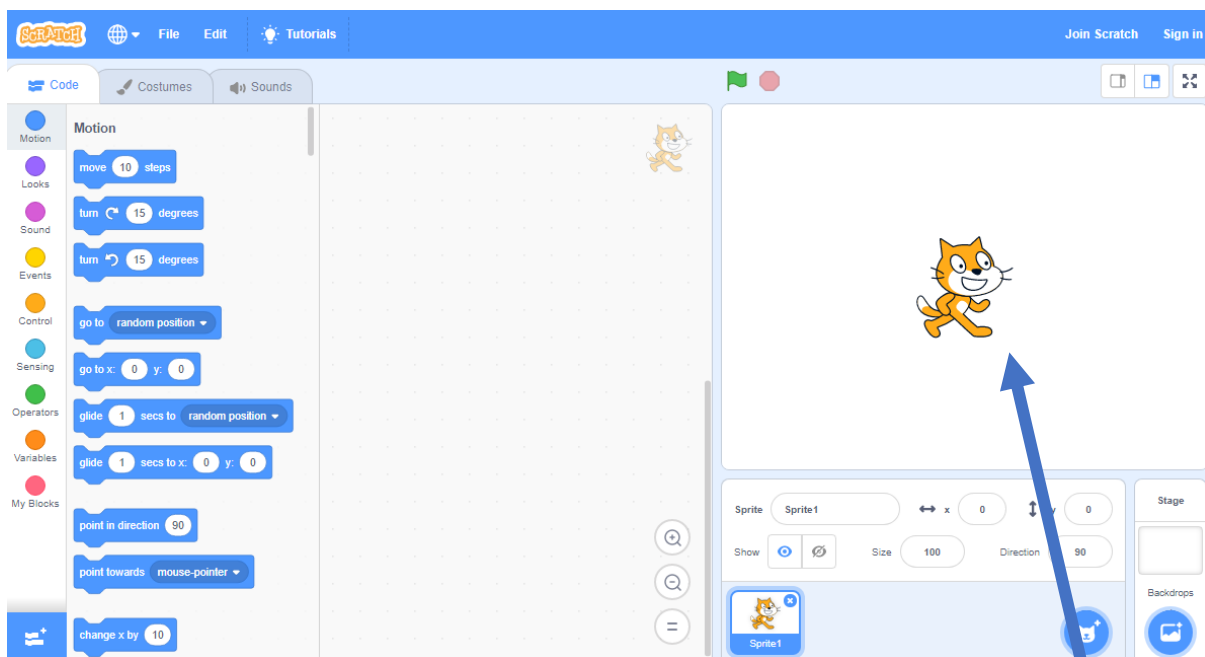 SCRATCH File Edit Tutorials Join Scratch Sign in
Code Costumes Sounds
Motion
Looks
Sound
Events
Control
Sensing
Operators
Variables
My Blocks
Motion
move 10 steps
turn 15 degrees
turn 15 degrees
go to random position
go to x: 0 y: 0
glide 1 secs to random position
glide 1 secs to x: 0 y: 0
point in direction 90
point towards mouse-pointer
change x by 10
Sprite Sprite1 x 0 y 0
Show Size 100 Direction 90
Sprite1
Stage
Backdrops